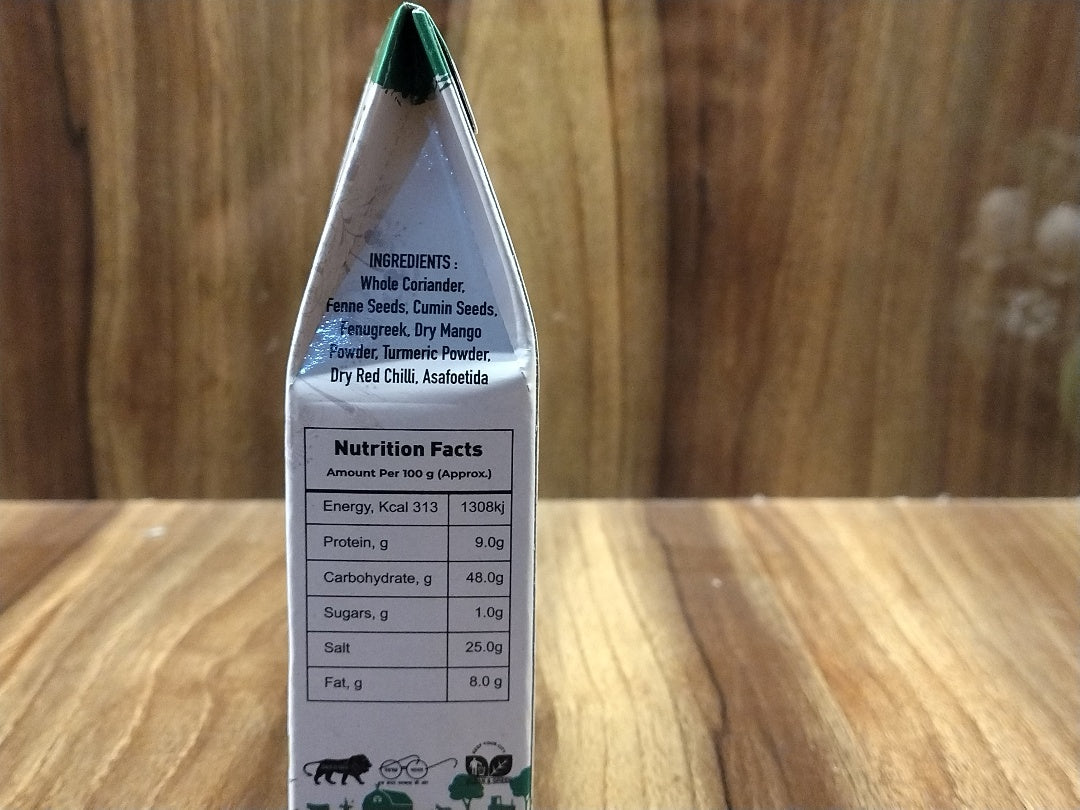 INGREDIENTS :
Whole Coriander,
Fenne Seeds, Cumin Seeds,
Fenugreek, Dry Mango
Powder, Turmeric Powder,
Dry Red Chilli, Asafoetida
Nutrition Facts
Amount Per 100 g (Approx.)
Energy, Kcal 313 1308kj
Protein, g 9.0g
Carbohydrate, g 48.0g
Sugars, g 1.0g
Salt 25.0g
Fat, g 8.0 g